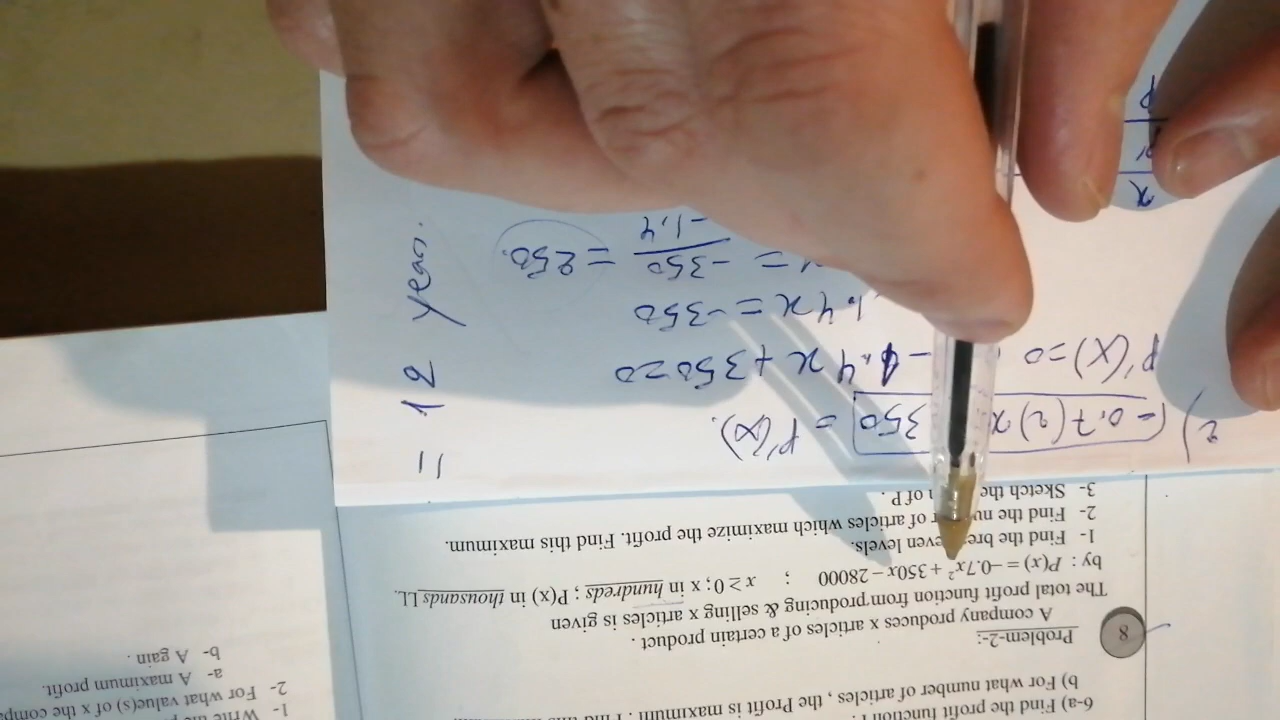 6-a) Find the profit function P.
b) For what number of articles , the Profit is maximum .
8
Problem-2-:
A company produces x articles of a certain product .
The total profit function from producing & selling x articles is given
by : P(x) = –0.7x² + 350x – 28000 ; x ≥ 0 ; x in hundreds ; P(x) in thousands LL.
1- Find the even levels.
2- Find the of articles which maximize the profit. Find this maximum.
3- Sketch the of P .
2) = 0.7(2)x 350 = P'(x).
P'(x)=0 -1.4x+350=0
1.4x = -350
= -350/-1.4 = 250.
x
P'
P
= 12 year.
1- Write
2- For what value(s) of x the
a- A maximum profit.
b- A gain .